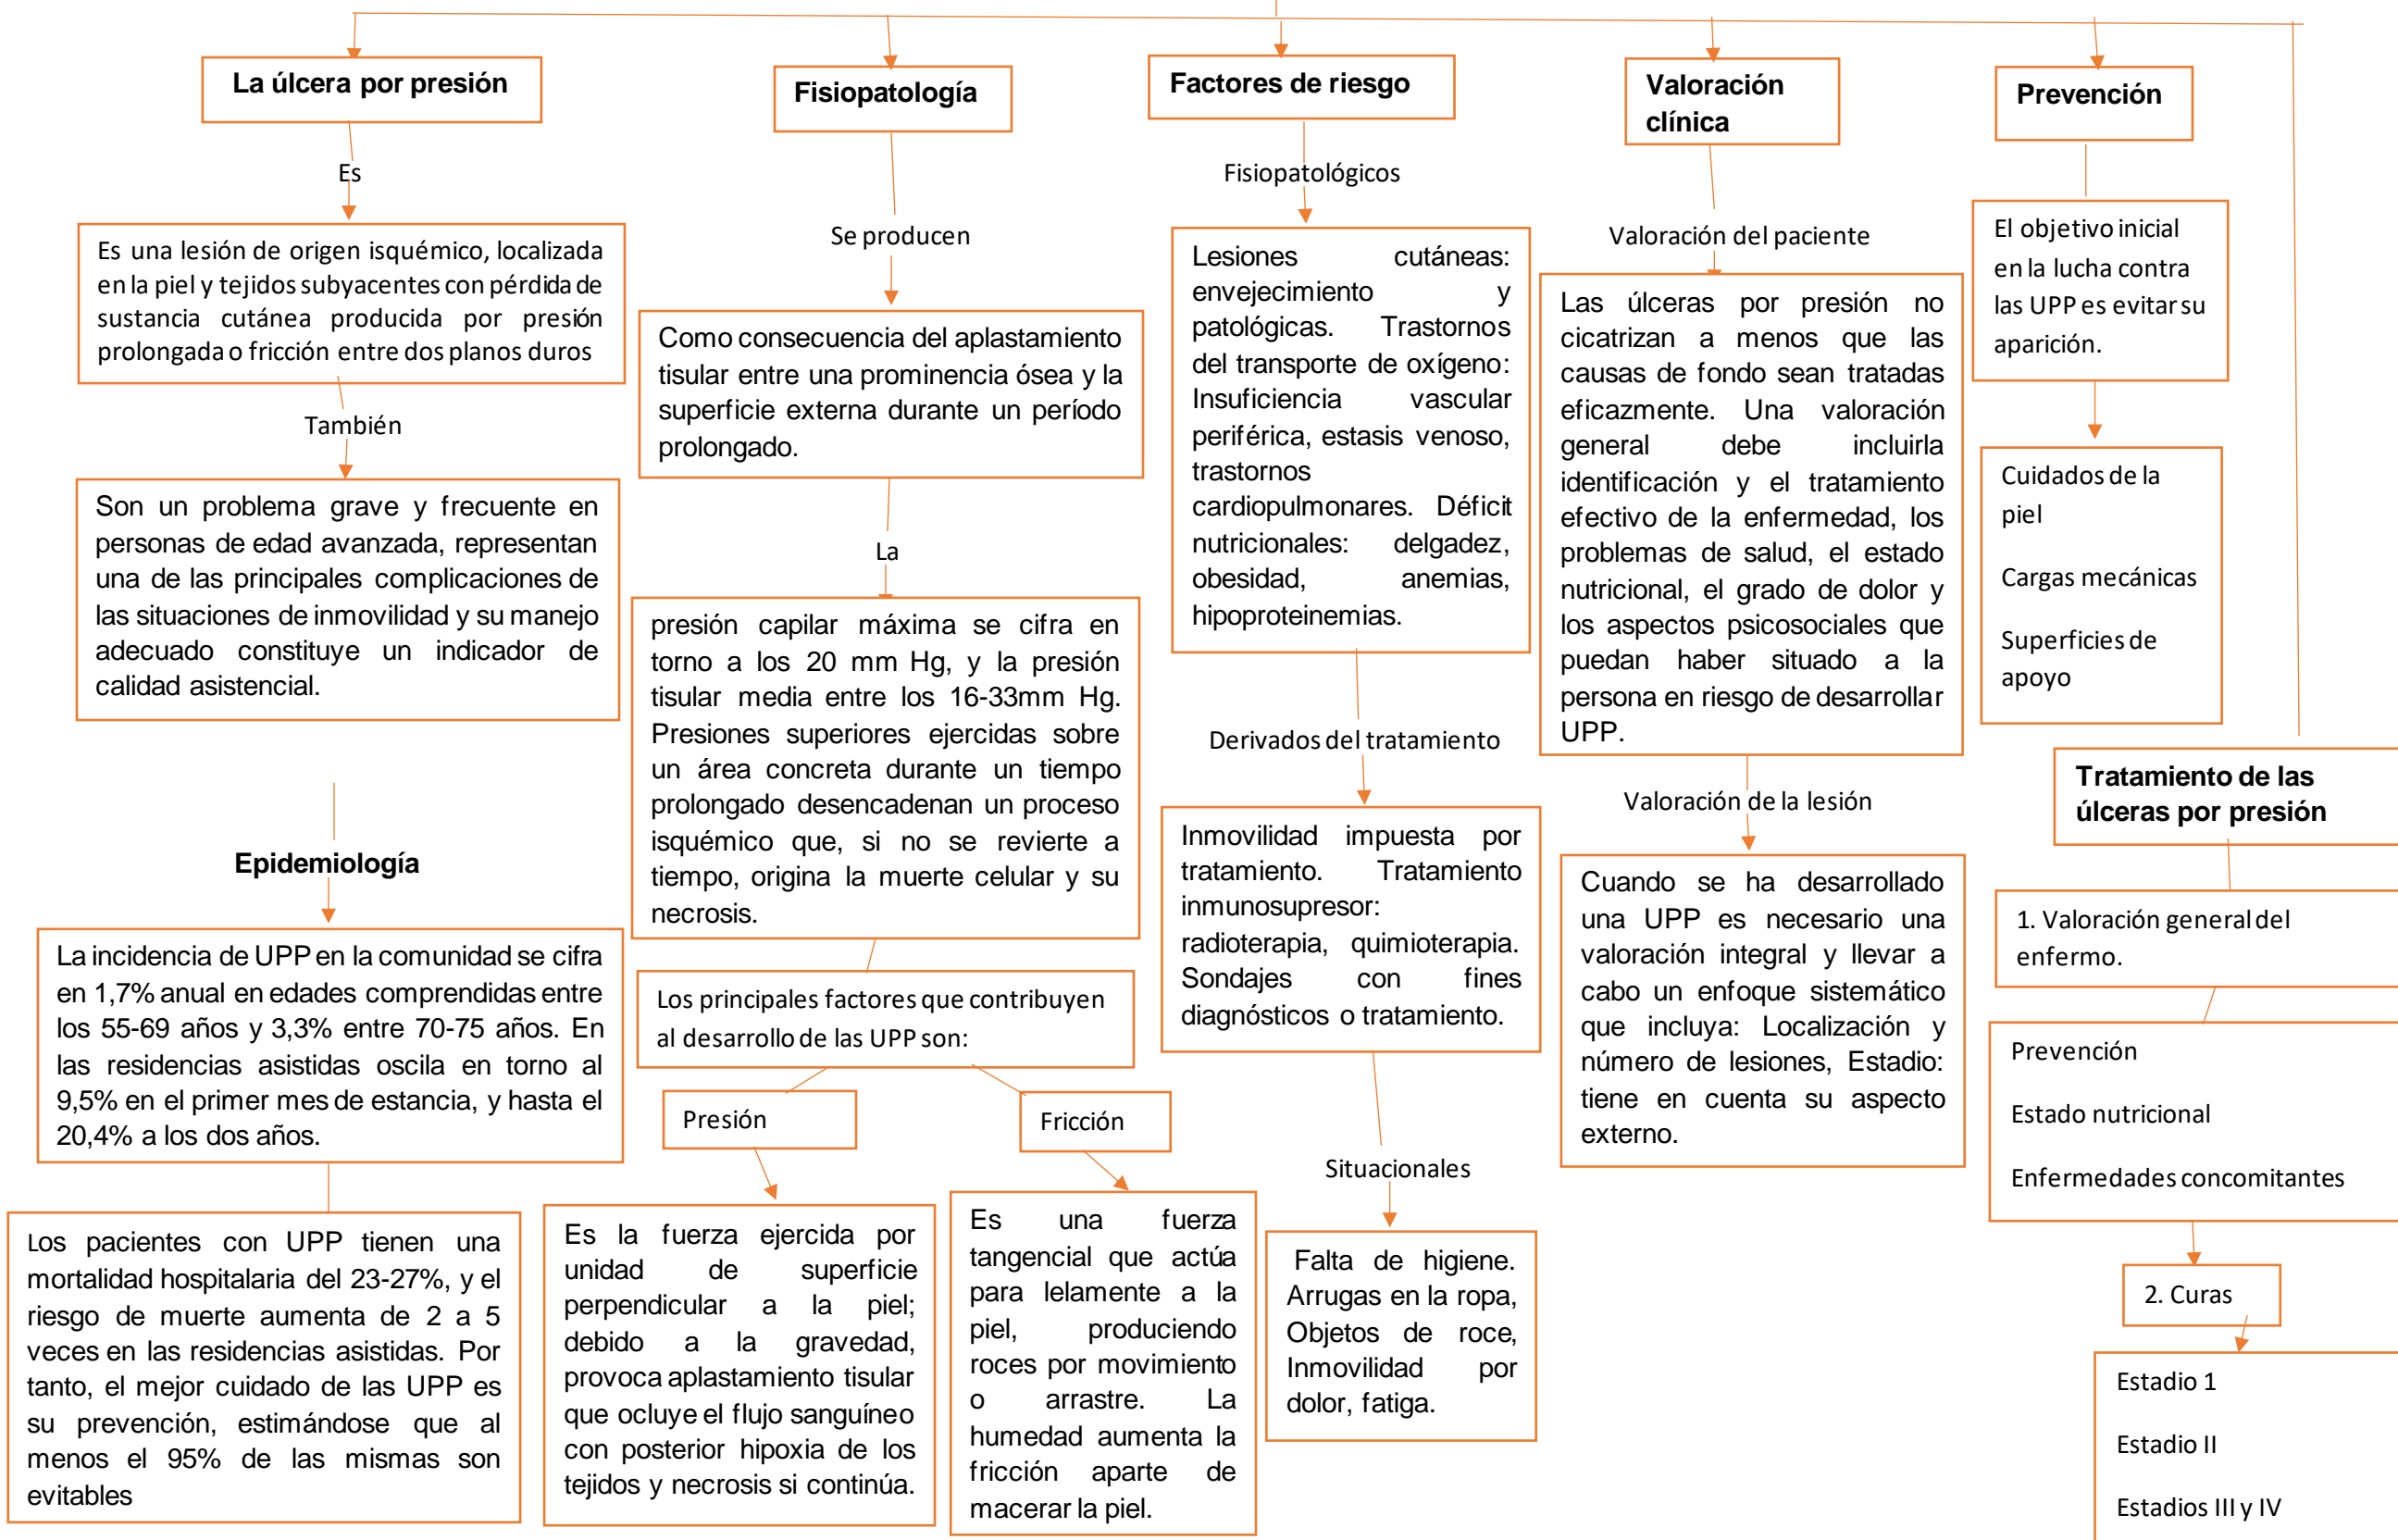 La úlcera por presión
Es
Es una lesión de origen isquémico, localizada
en la piel y tejidos subyacentes con pérdida de
sustancia cutánea producida por presión
prolongada o fricción entre dos planos duros
También
Son un problema grave y frecuente en
personas de edad avanzada, representan
una de las principales complicaciones de
las situaciones de inmovilidad y su manejo
adecuado constituye un indicador de
calidad asistencial.
Epidemiología
La incidencia de UPP en la comunidad se cifra
en 1,7% anual en edades comprendidas entre
los 55-69 años y 3,3% entre 70-75 años. En
las residencias asistidas oscila en torno al
9,5% en el primer mes de estancia, y hasta el
20,4% a los dos años.
Los pacientes con UPP tienen una
mortalidad hospitalaria del 23-27%, y el
riesgo de muerte aumenta de 2 a 5
veces en las residencias asistidas. Por
tanto, el mejor cuidado de las UPP es
su prevención, estimándose que al
menos el 95% de las mismas son
evitables
Fisiopatología
Se producen
Como consecuencia del aplastamiento
tisular entre una prominencia ósea y la
superficie externa durante un período
prolongado.
La
presión capilar máxima se cifra en
torno a los 20 mm Hg, y la presión
tisular media entre los 16-33mm Hg.
Presiones superiores ejercidas sobre
un área concreta durante un tiempo
prolongado desencadenan un proceso
isquémico que, si no se revierte a
tiempo, origina la muerte celular y su
necrosis.
Los principales factores que contribuyen
al desarrollo de las UPP son:
Presión
Es la fuerza ejercida por
unidad de superficie
perpendicular a la piel;
debido a la gravedad,
provoca aplastamiento tisular
que ocluye el flujo sanguíneo
con posterior hipoxia de los
tejidos y necrosis si continúa.
Fricción
Es una fuerza
tangencial que actúa
para lelamente a la
piel, produciendo
roces por movimiento
o arrastre. La
humedad aumenta la
fricción aparte de
macerar la piel.
Factores de riesgo
Fisiopatológicos
Lesiones cutáneas:
envejecimiento y
patológicas. Trastornos
del transporte de oxígeno:
Insuficiencia vascular
periférica, estasis venoso,
trastornos
cardiopulmonares. Déficit
nutricionales: delgadez,
obesidad, anemias,
hipoproteinemias.
Derivados del tratamiento
Inmovilidad impuesta por
tratamiento. Tratamiento
inmunosupresor:
radioterapia, quimioterapia.
Sondajes con fines
diagnósticos o tratamiento.
Situacionales
Falta de higiene.
Arrugas en la ropa,
Objetos de roce,
Inmovilidad por
dolor, fatiga.
Valoración
clínica
Valoración del paciente
Las úlceras por presión no
cicatrizan a menos que las
causas de fondo sean tratadas
eficazmente. Una valoración
general debe incluirla
identificación y el tratamiento
efectivo de la enfermedad, los
problemas de salud, el estado
nutricional, el grado de dolor y
los aspectos psicosociales que
puedan haber situado a la
persona en riesgo de desarrollar
UPP.
Valoración de la lesión
Cuando se ha desarrollado
una UPP es necesario una
valoración integral y llevar a
cabo un enfoque sistemático
que incluya: Localización y
número de lesiones, Estadio:
tiene en cuenta su aspecto
externo.
Prevención
El objetivo inicial
en la lucha contra
las UPP es evitar su
aparición.
Cuidados de la
piel
Cargas mecánicas
Superficies de
apoyo
Tratamiento de las
úlceras por presión
1. Valoración general del
enfermo.
Prevención
Estado nutricional
Enfermedades concomitantes
2. Curas
Estadio 1
Estadio II
Estadios III y IV